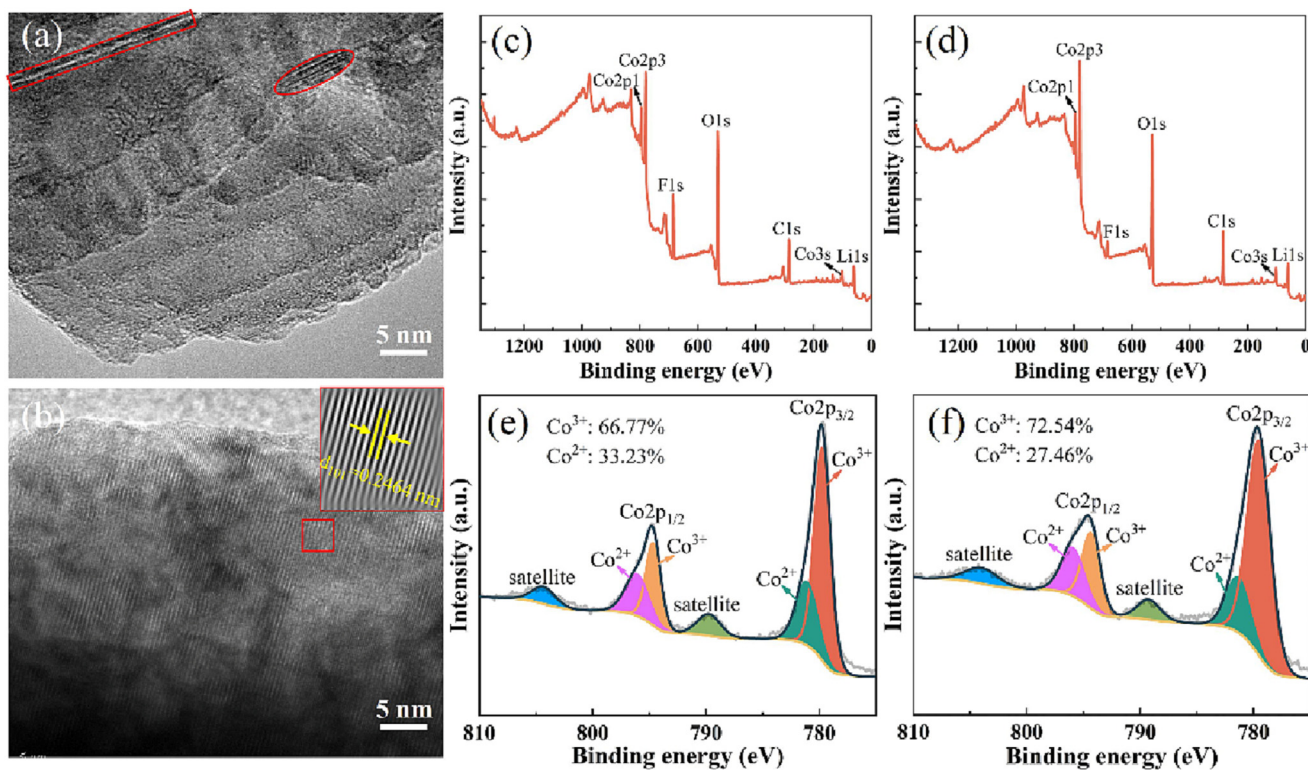 (a)
5 nm
(b)
d₁₀₁ =0.2464 nm
5 nm
(c)
Co2p3
Co2p1
O1s
F1s
C1s
Co3s
Li1s
Intensity (a.u.)
1200 1000 800 600 400 200 0
Binding energy (eV)
(d)
Co2p3
Co2p1
O1s
F1s
C1s
Co3s
Li1s
Intensity (a.u.)
1200 1000 800 600 400 200 0
Binding energy (eV)
(e)
Co³⁺: 66.77%
Co²⁺: 33.23%
Co2p₃/₂
Co³⁺
Co2p₁/₂
Co²⁺
Co³⁺
Co²⁺
satellite
satellite
Intensity (a.u.)
810 800 790 780
Binding energy (eV)
(f)
Co³⁺: 72.54%
Co²⁺: 27.46%
Co2p₃/₂
Co³⁺
Co2p₁/₂
Co²⁺
Co³⁺
Co²⁺
satellite
satellite
Intensity (a.u.)
810 800 790 780
Binding energy (eV)